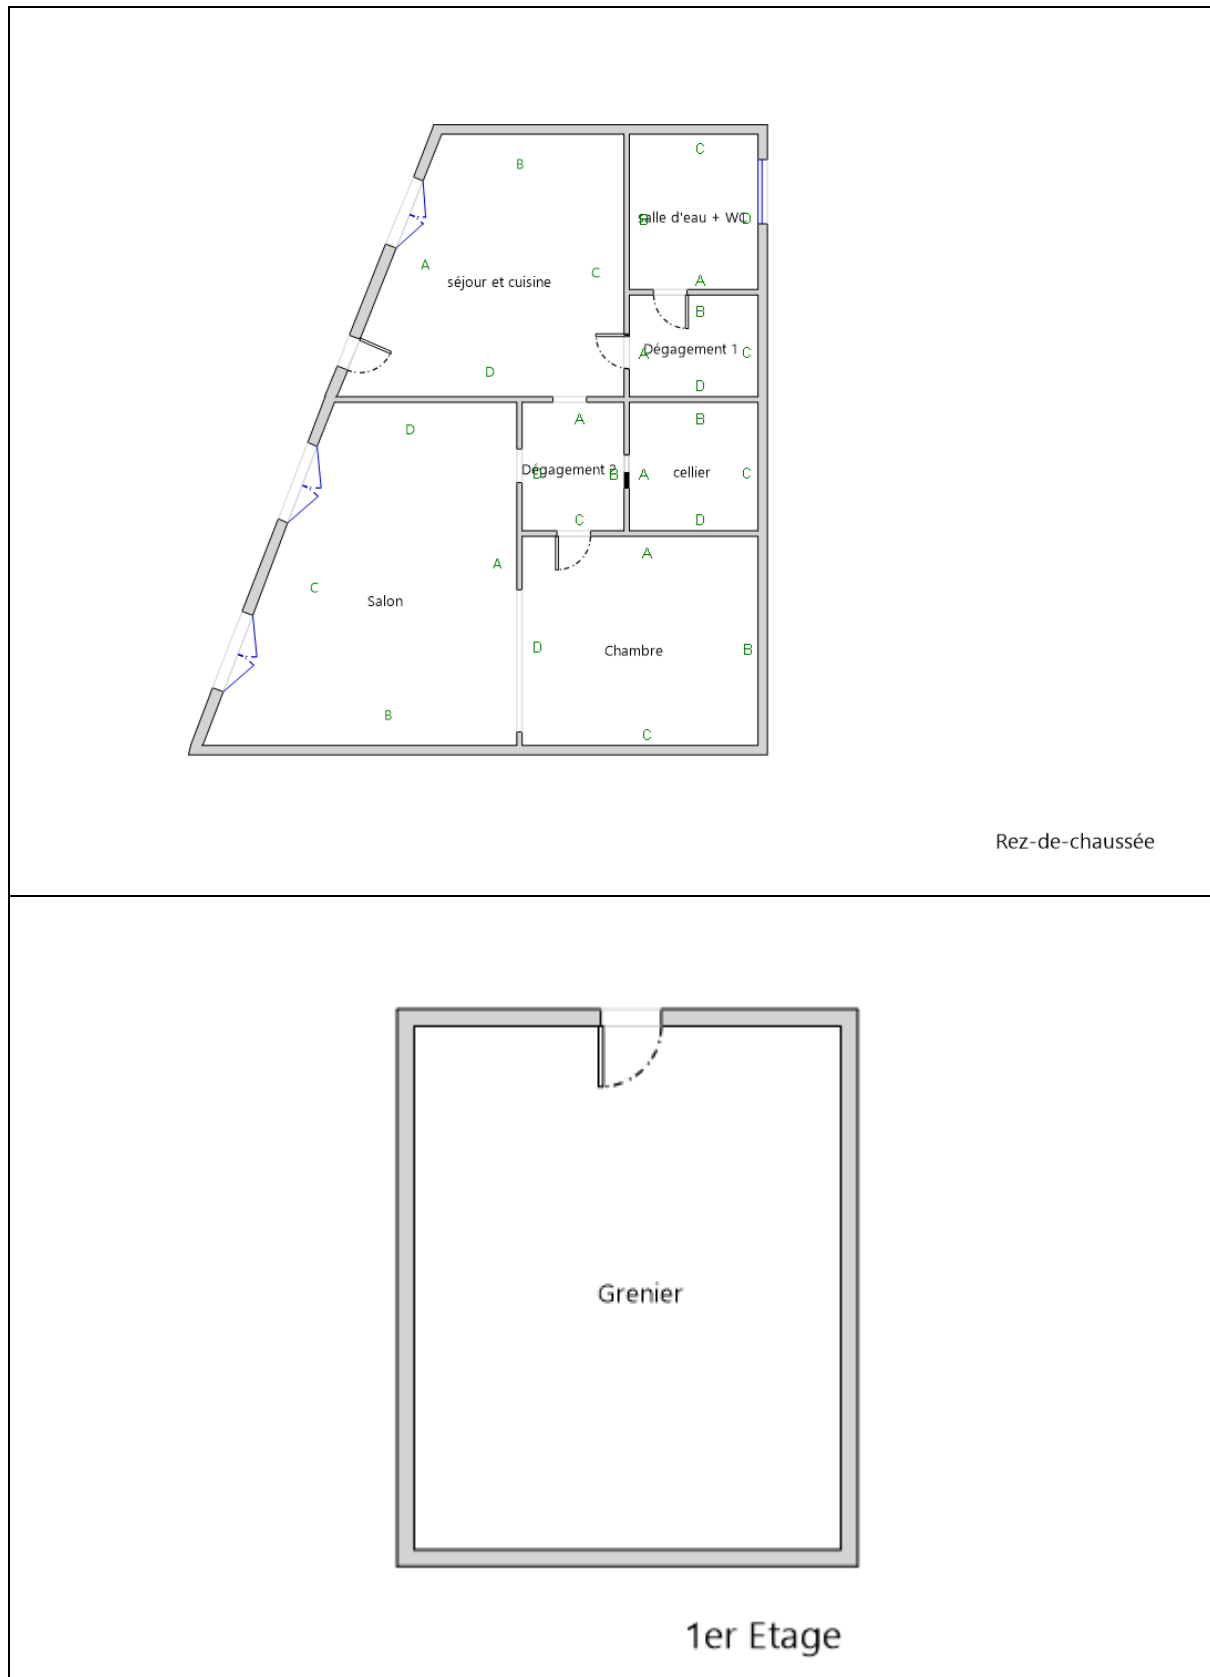 B
C
salle d'eau + WC
B
D
A
C
séjour et cuisine
A
B
Dégagement 1
A
C
D
D
D
A
B
Dégagement 2
D
B
A
cellier
C
C
D
A
A
C
Salon
D
Chambre
B
B
C
Rez-de-chaussée
Grenier
1er Etage